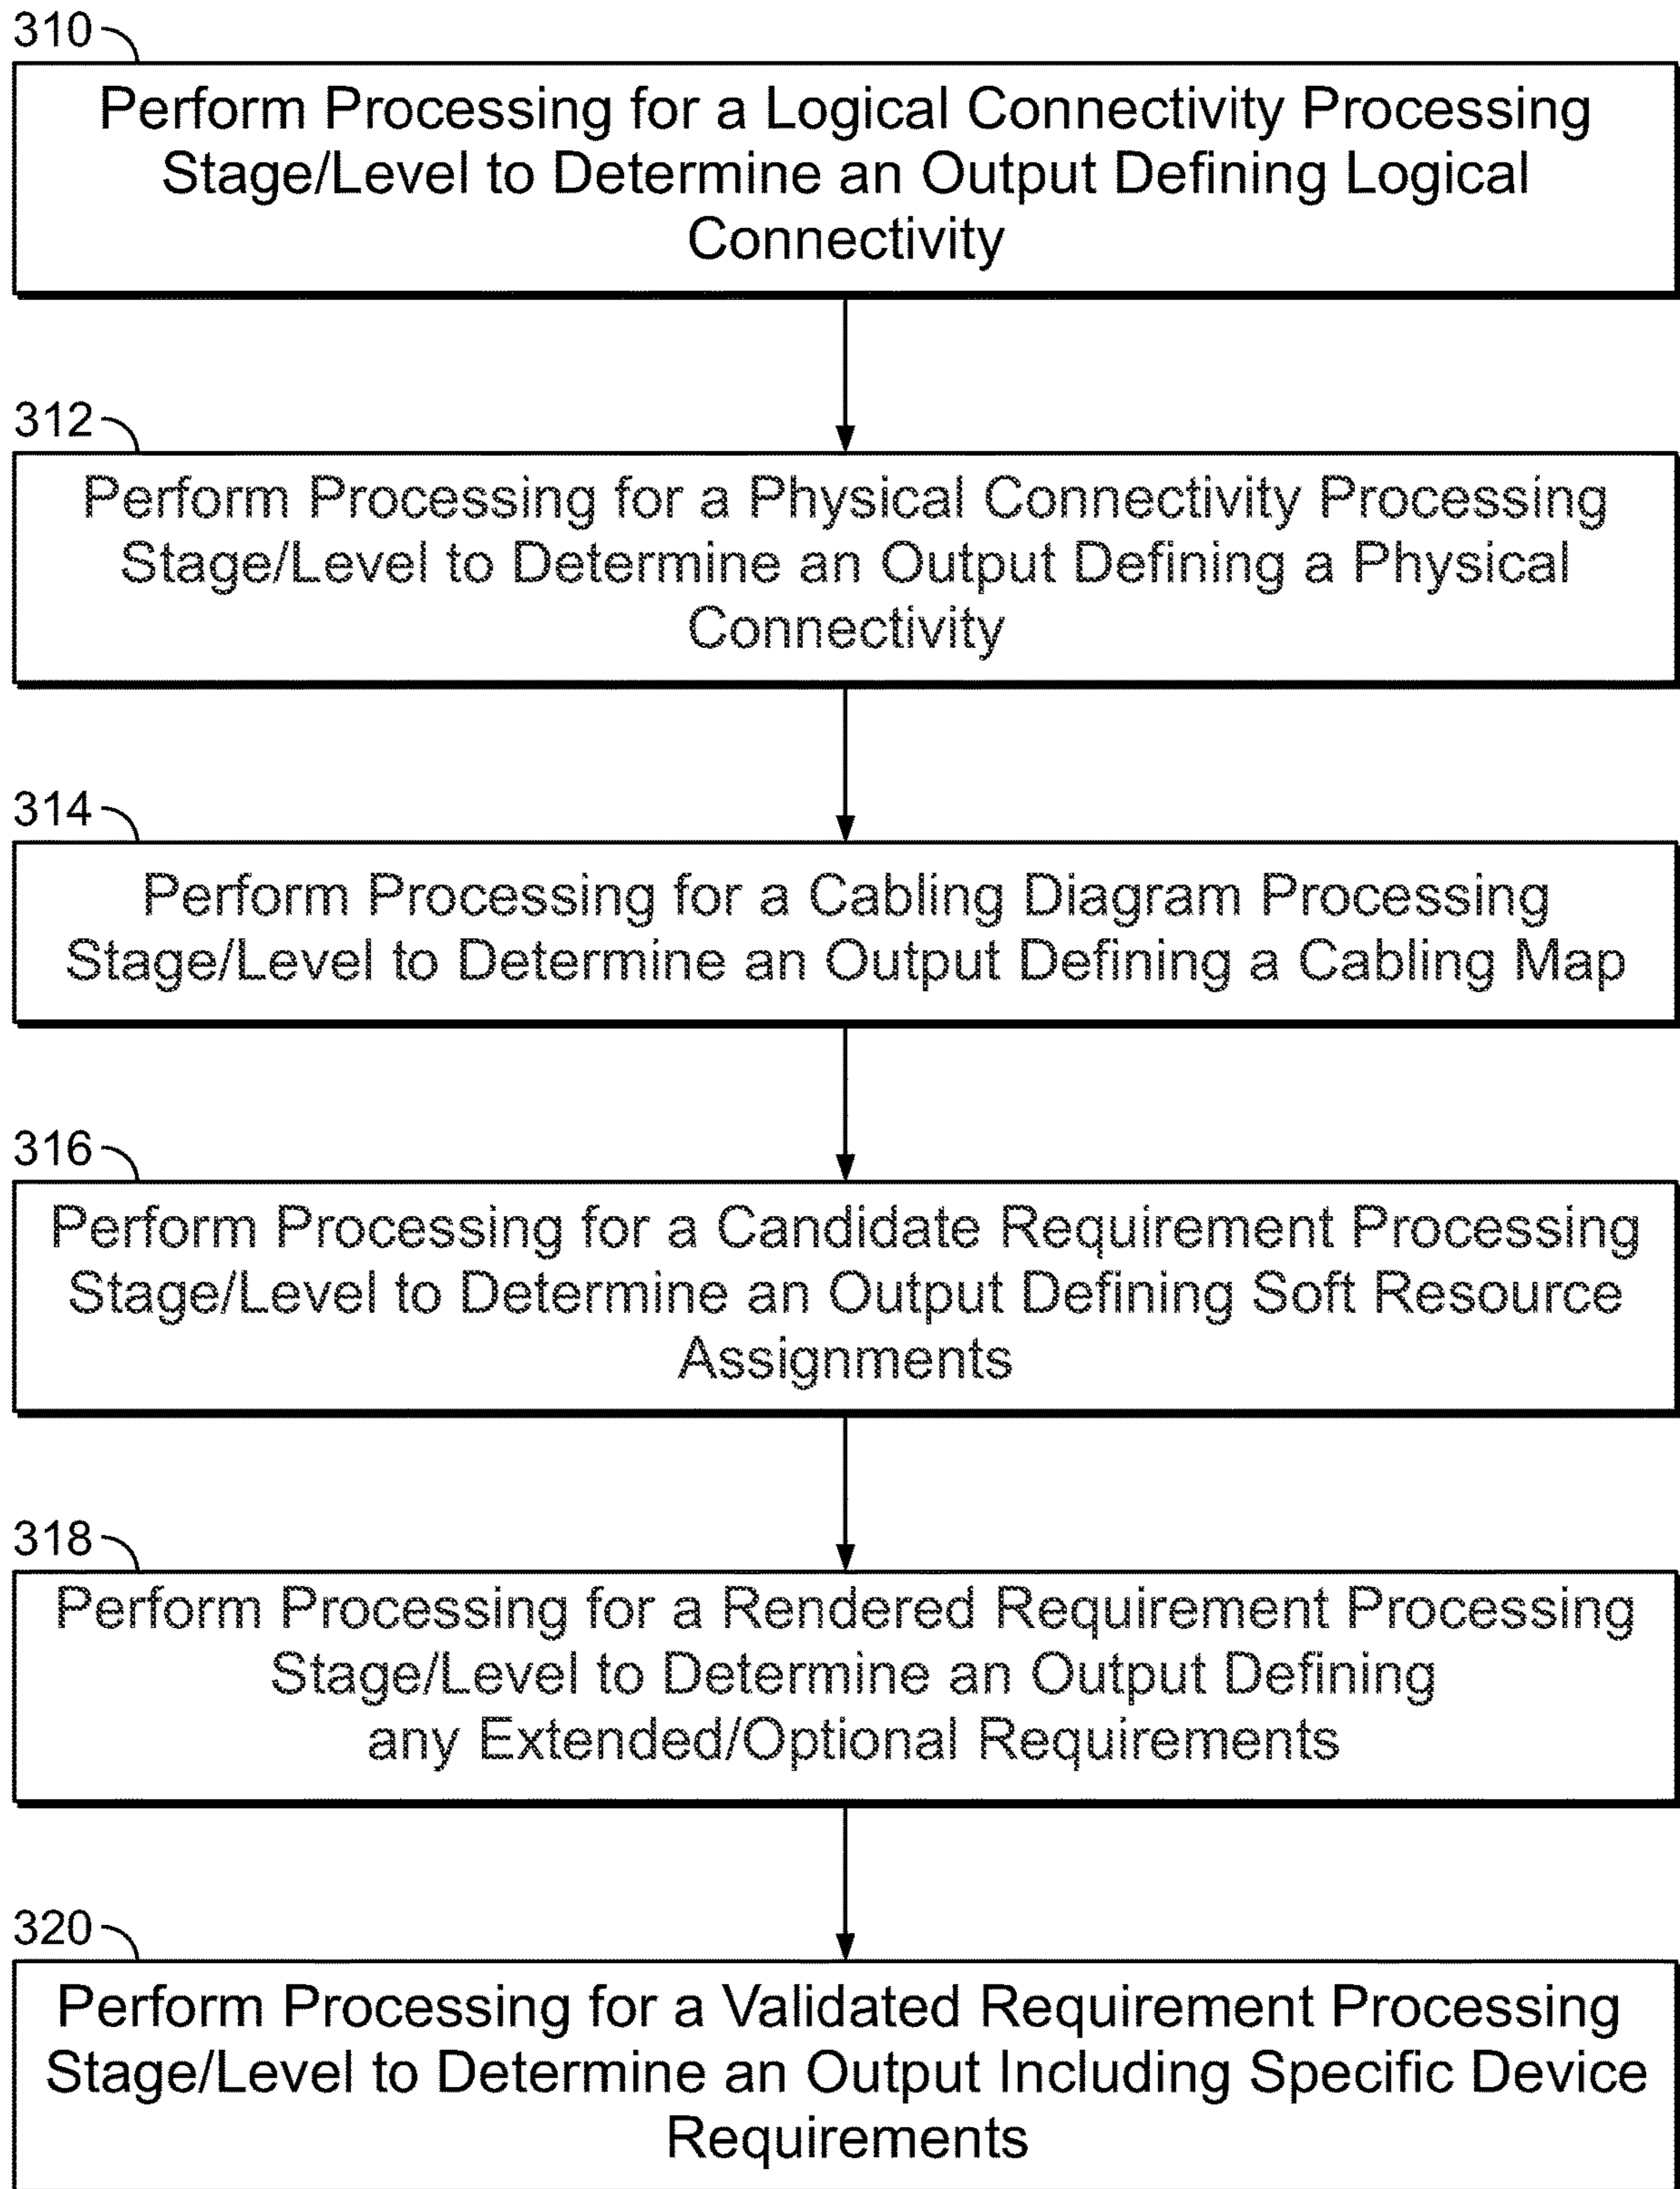 310
Perform Processing for a Logical Connectivity Processing
Stage/Level to Determine an Output Defining Logical
Connectivity
312
Perform Processing for a Physical Connectivity Processing
Stage/Level to Determine an Output Defining a Physical
Connectivity
314
Perform Processing for a Cabling Diagram Processing
Stage/Level to Determine an Output Defining a Cabling Map
316
Perform Processing for a Candidate Requirement Processing
Stage/Level to Determine an Output Defining Soft Resource
Assignments
318
Perform Processing for a Rendered Requirement Processing
Stage/Level to Determine an Output Defining
any Extended/Optional Requirements
320
Perform Processing for a Validated Requirement Processing
Stage/Level to Determine an Output Including Specific Device
Requirements